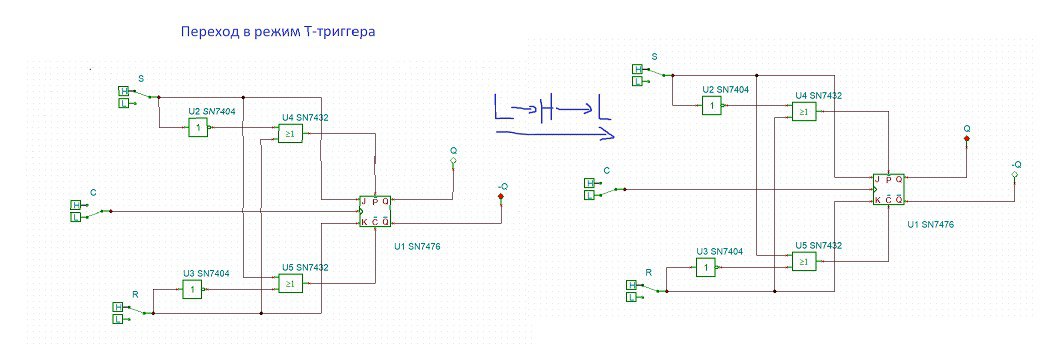 Переход в режим Т-триггера
S
H
L
U2 SN7404
1
U4 SN7432
≥1
Q
-Q
C
H
L
J P Q
K C̅ Q̅
U1 SN7476
U3 SN7404
1
U5 SN7432
≥1
R
H
L
L → H → L
S
H
L
U2 SN7404
1
U4 SN7432
≥1
Q
-Q
C
H
L
J P Q
K C̅ Q̅
U1 SN7476
U3 SN7404
1
U5 SN7432
≥1
R
H
L